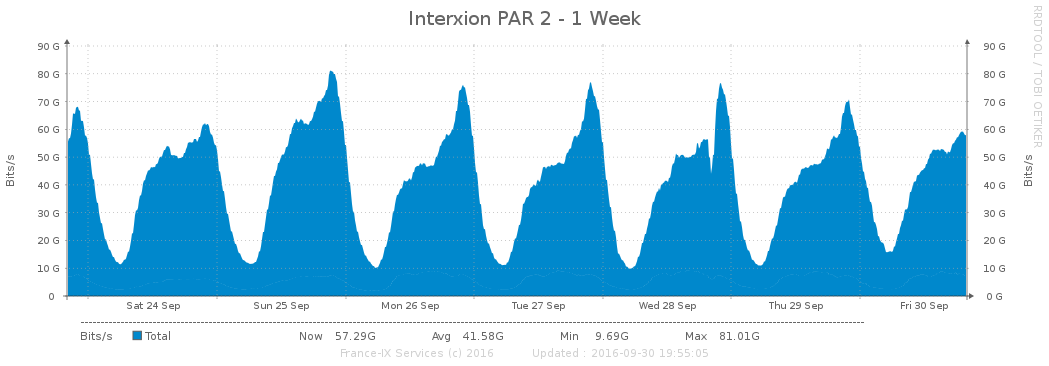 Interxion PAR 2 - 1 Week
RRDTOOL / TOBI OETIKER
90 G 90 G
80 G 80 G
70 G 70 G
60 G 60 G
50 G 50 G
40 G 40 G
30 G 30 G
20 G 20 G
10 G 10 G
0 0 G
Bits/s
Bits/s
Sat 24 Sep Sun 25 Sep Mon 26 Sep Tue 27 Sep Wed 28 Sep Thu 29 Sep Fri 30 Sep
Bits/s Total Now 57.29G Avg 41.58G Min 9.69G Max 81.01G
France-IX Services (c) 2016 Updated : 2016-09-30 19:55:05